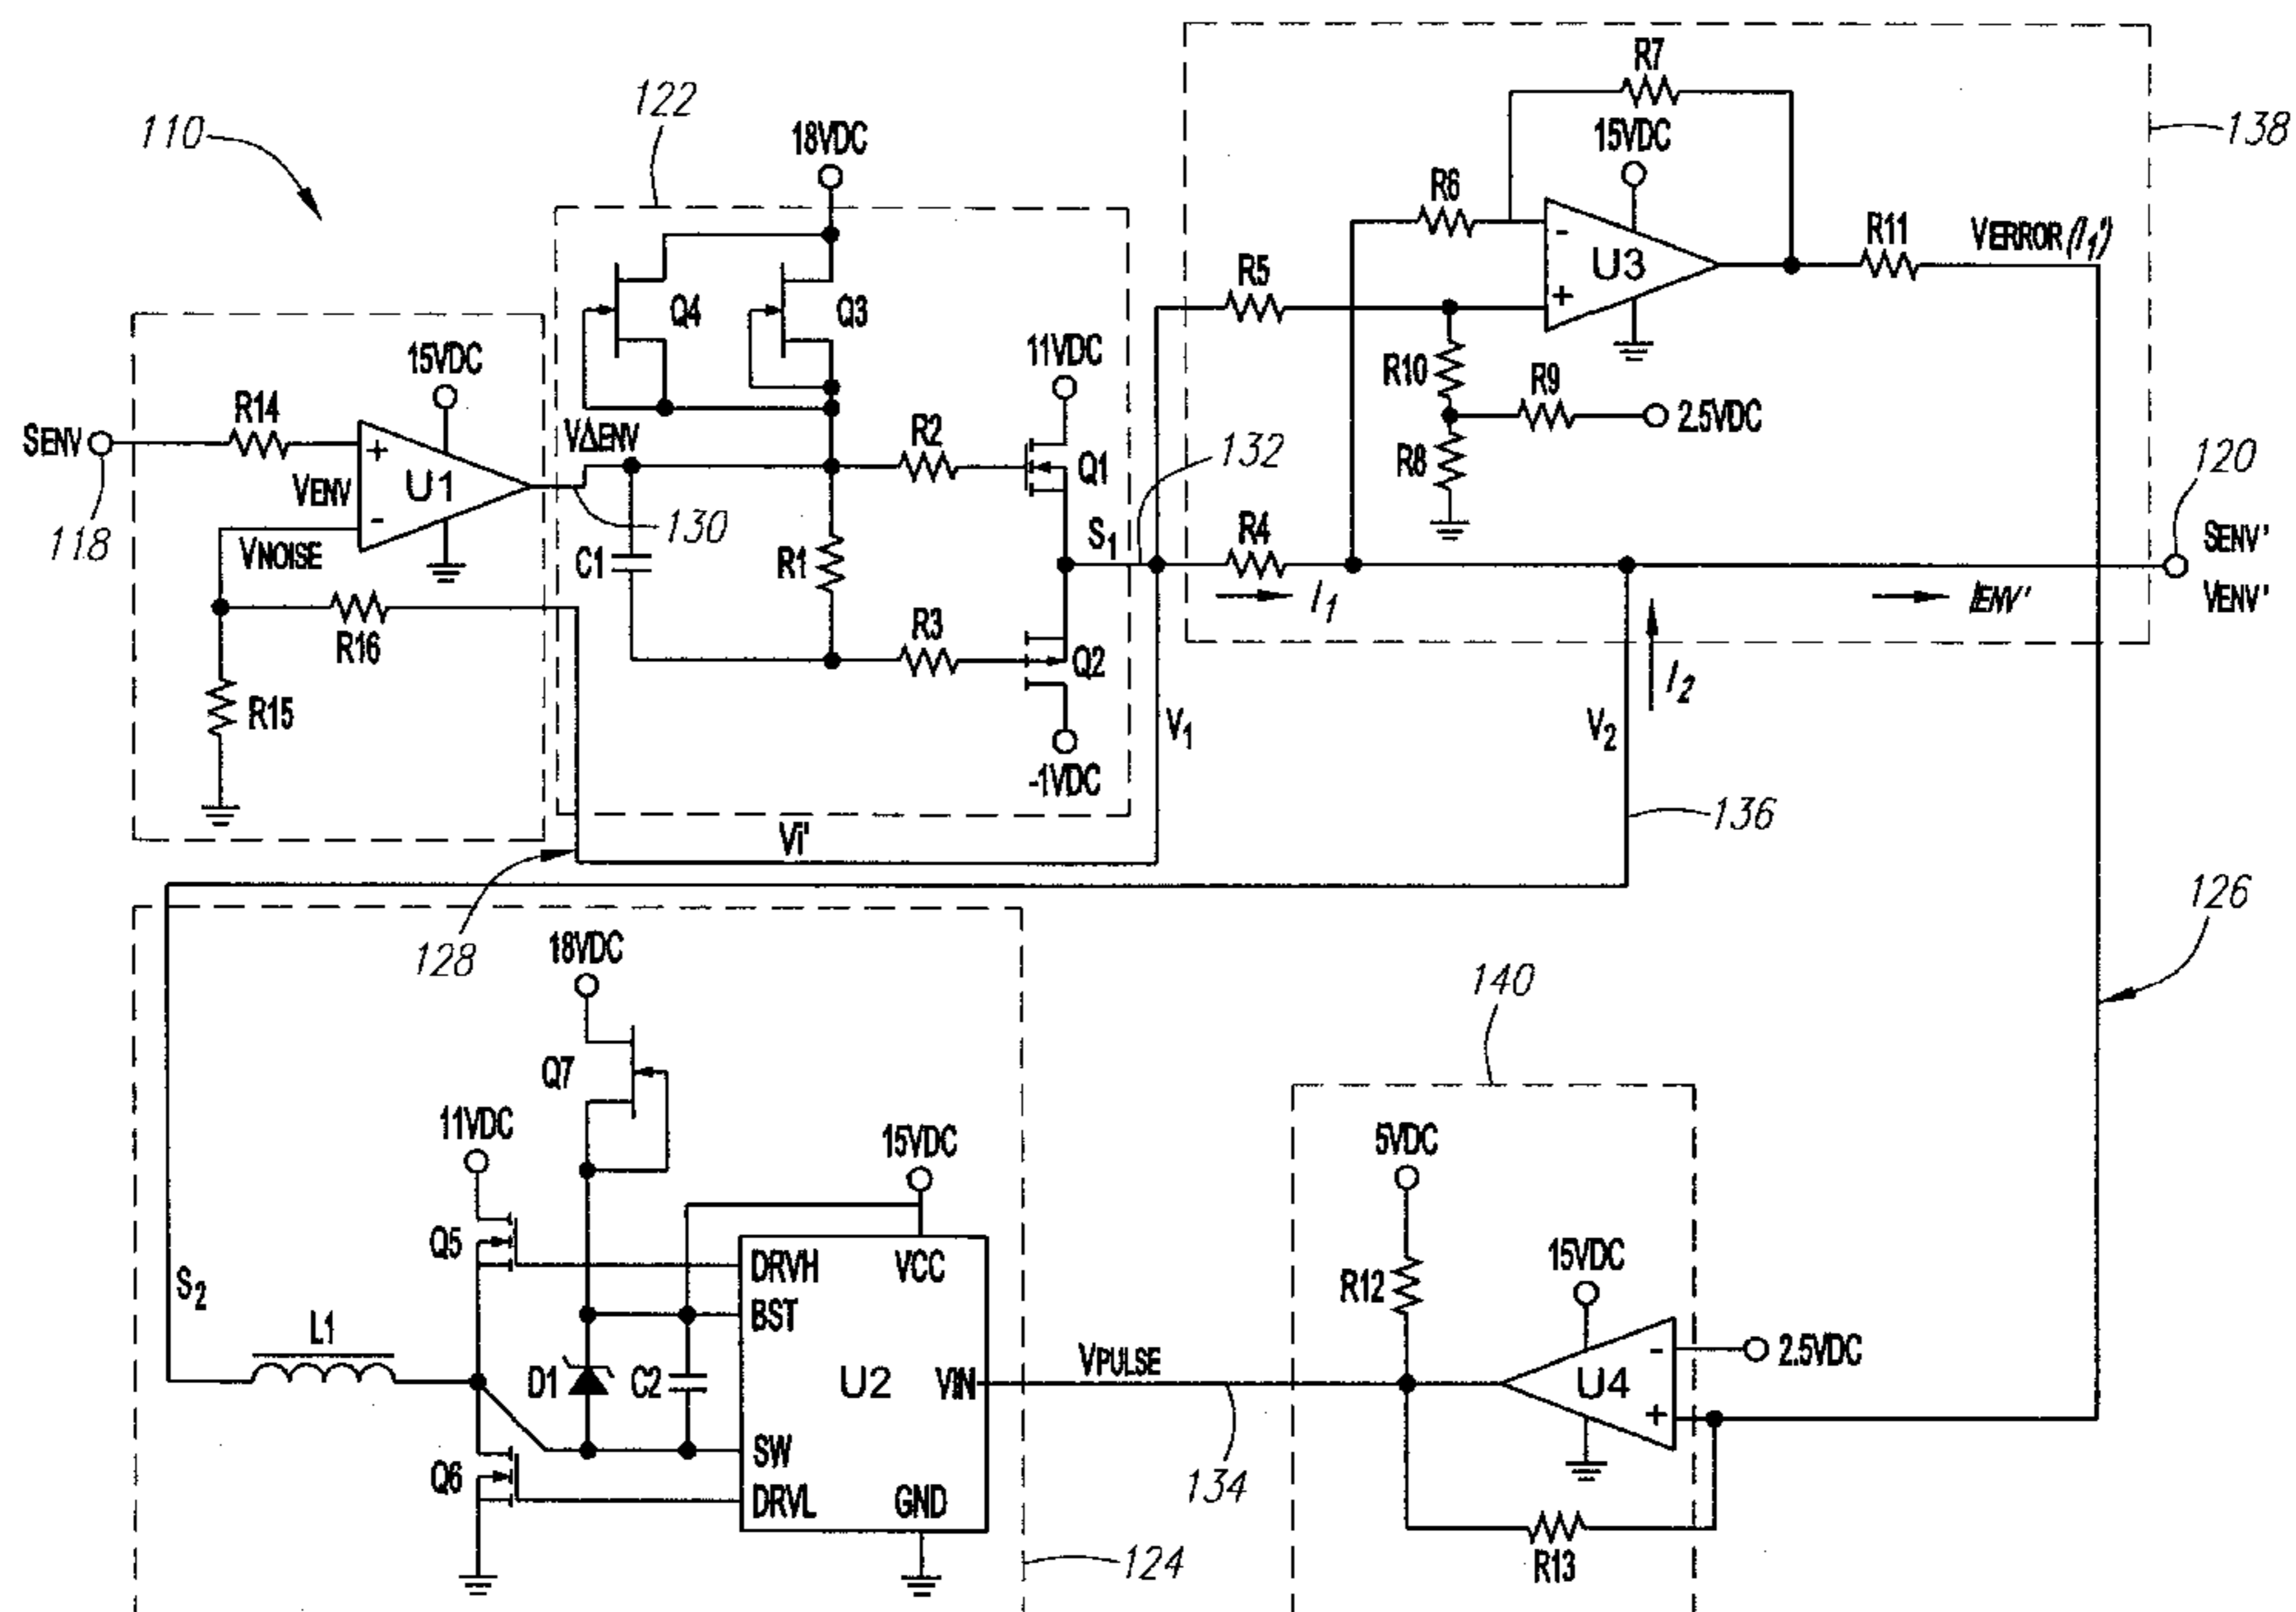 110
122
18VDC
Q4
Q3
11VDC
15VDC
R14
SENV
118
VENV
U1
VNOISE
VΔENV
130
R2
Q1
C1
R1
R3
Q2
-1VDC
R16
R15
S1
132
V1
Vi'
128
138
R7
15VDC
R6
U3
R5
R11
VERROR(I1')
R10
R9
2.5VDC
R8
R4
I1
IENV'
120
SENV'
VENV'
I2
V2
136
126
18VDC
Q7
11VDC
15VDC
Q5
DRVH
VCC
BST
S2
L1
D1
C2
U2
VIN
SW
Q6
DRVL
GND
124
VPULSE
134
140
5VDC
R12
15VDC
U4
2.5VDC
R13